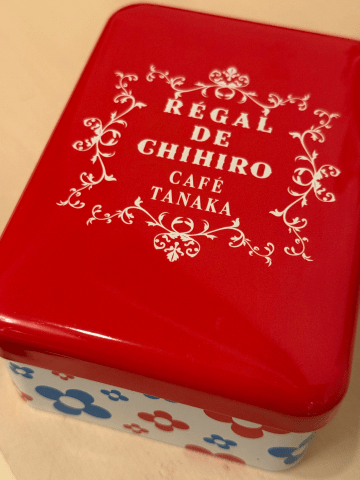 RÉGAL
DE
CHIHIRO
CAFÉ
TANAKA